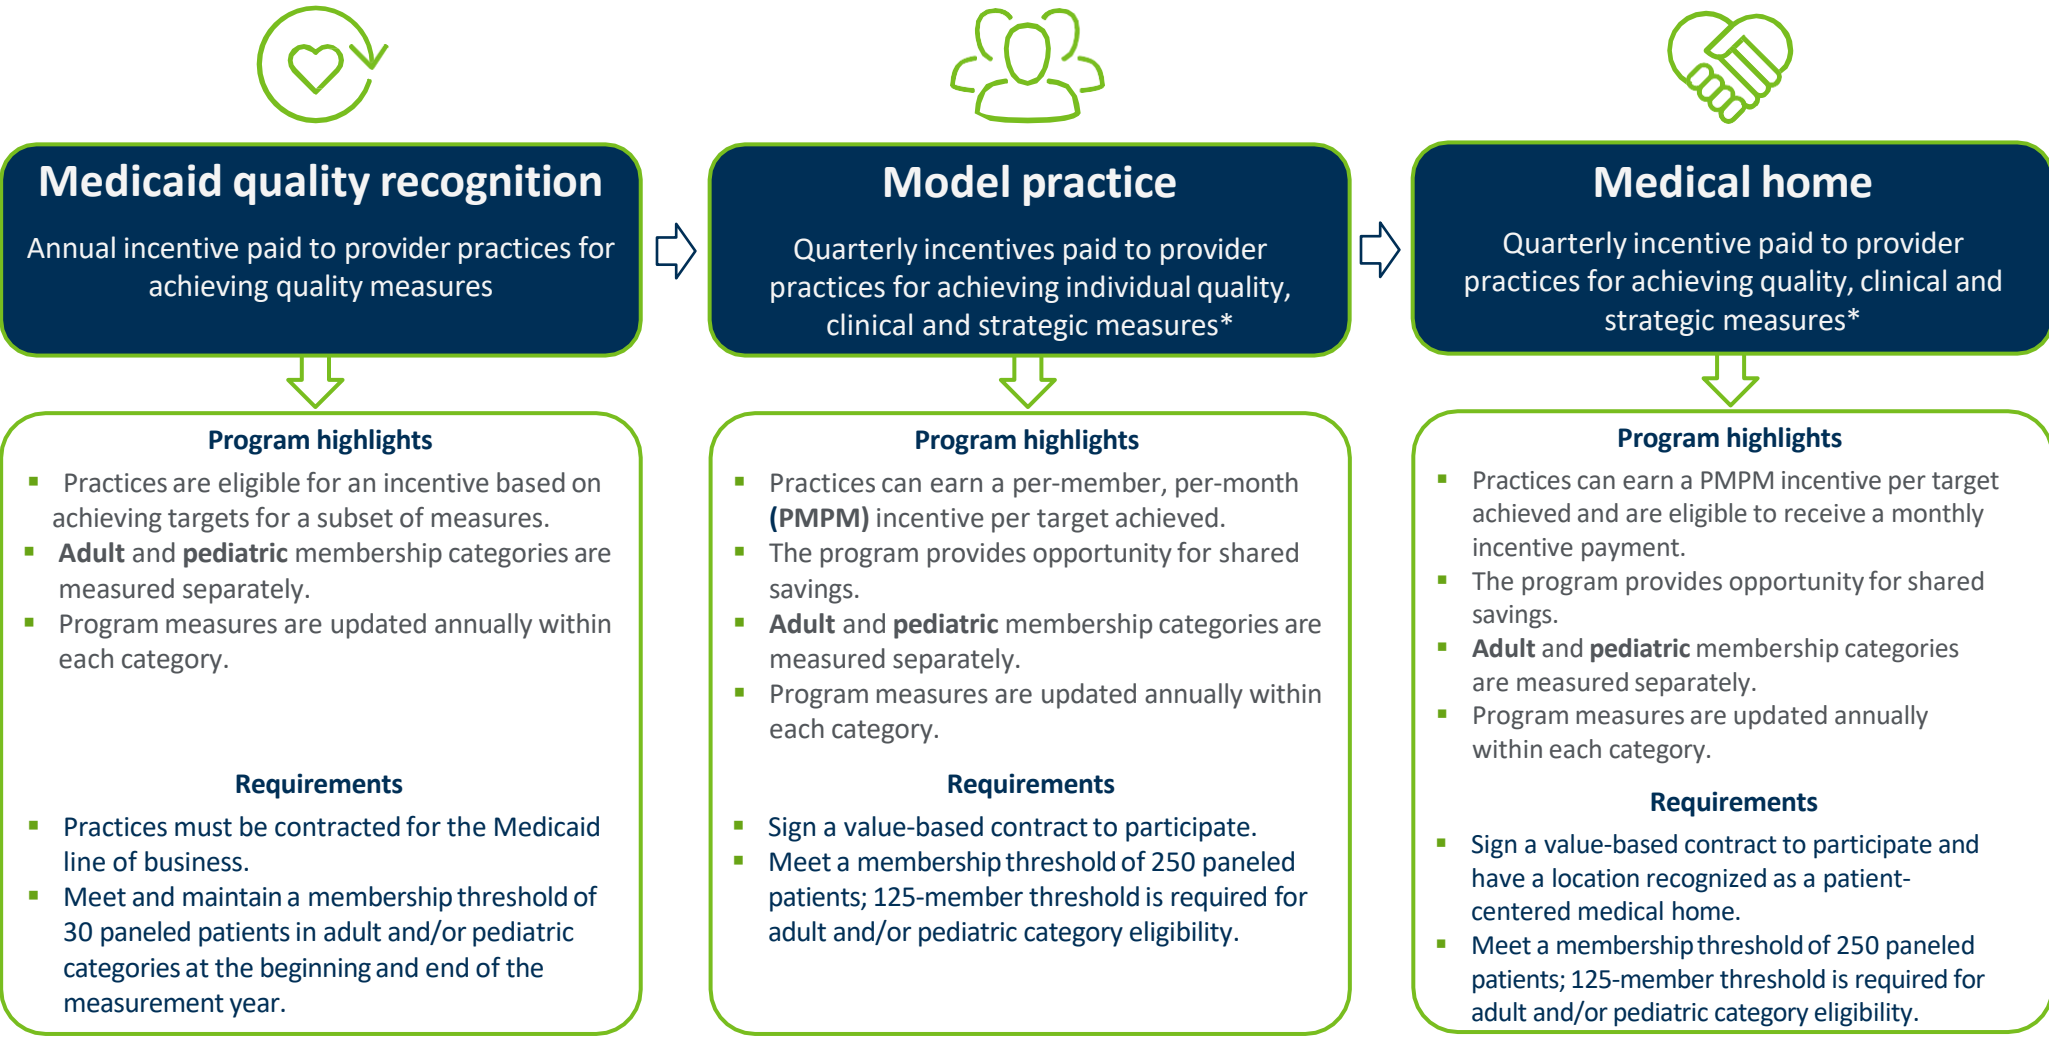 Medicaid quality recognition
Annual incentive paid to provider practices for
achieving quality measures
Program highlights
▪ Practices are eligible for an incentive based on
achieving targets for a subset of measures.
▪ Adult and pediatric membership categories are
measured separately.
▪ Program measures are updated annually within
each category.
Requirements
▪ Practices must be contracted for the Medicaid
line of business.
▪ Meet and maintain a membership threshold of
30 paneled patients in adult and/or pediatric
categories at the beginning and end of the
measurement year.
Model practice
Quarterly incentives paid to provider
practices for achieving individual quality,
clinical and strategic measures*
Program highlights
▪ Practices can earn a per-member, per-month
(PMPM) incentive per target achieved.
▪ The program provides opportunity for shared
savings.
▪ Adult and pediatric membership categories are
measured separately.
▪ Program measures are updated annually within
each category.
Requirements
▪ Sign a value-based contract to participate.
▪ Meet a membership threshold of 250 paneled
patients; 125-member threshold is required for
adult and/or pediatric category eligibility.
Medical home
Quarterly incentive paid to provider
practices for achieving quality, clinical and
strategic measures*
Program highlights
▪ Practices can earn a PMPM incentive per target
achieved and are eligible to receive a monthly
incentive payment.
▪ The program provides opportunity for shared
savings.
▪ Adult and pediatric membership categories
are measured separately.
▪ Program measures are updated annually
within each category.
Requirements
▪ Sign a value-based contract to participate and
have a location recognized as a patient-
centered medical home.
▪ Meet a membership threshold of 250 paneled
patients; 125-member threshold is required for
adult and/or pediatric category eligibility.